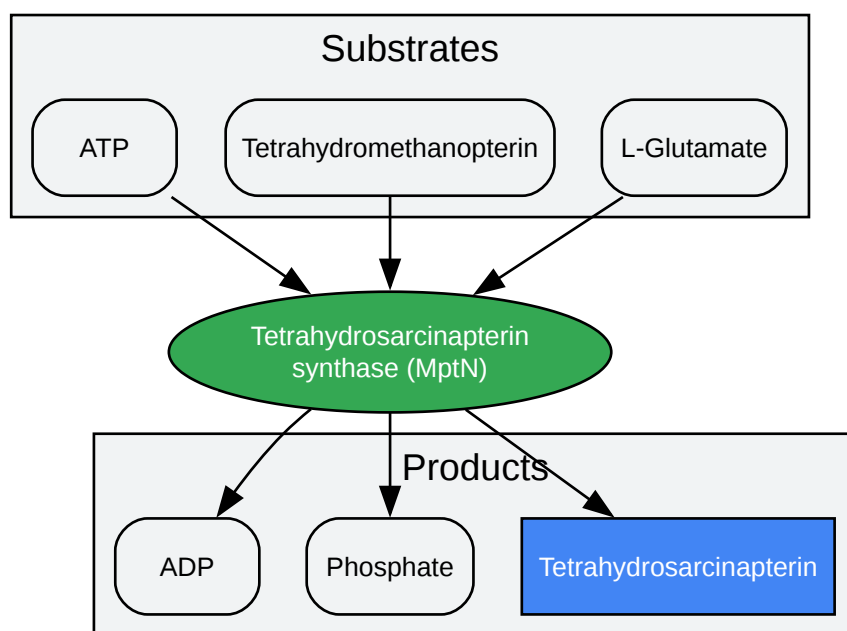 Substrates
ATP
Tetrahydromethanopterin
L-Glutamate
Tetrahydrosarcinapterin
synthase (MptN)
Products
ADP
Phosphate
Tetrahydrosarcinapterin